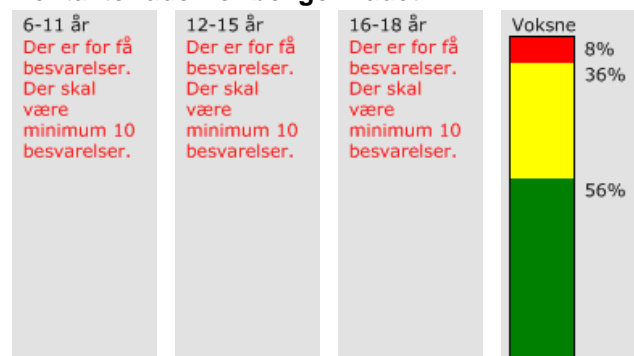 6-11 år
Der er for få
besvarelser.
Der skal
være
minimum 10
besvarelser.
12-15 år
Der er for få
besvarelser.
Der skal
være
minimum 10
besvarelser.
16-18 år
Der er for få
besvarelser.
Der skal
være
minimum 10
besvarelser.
Voksne
8%
36%
56%